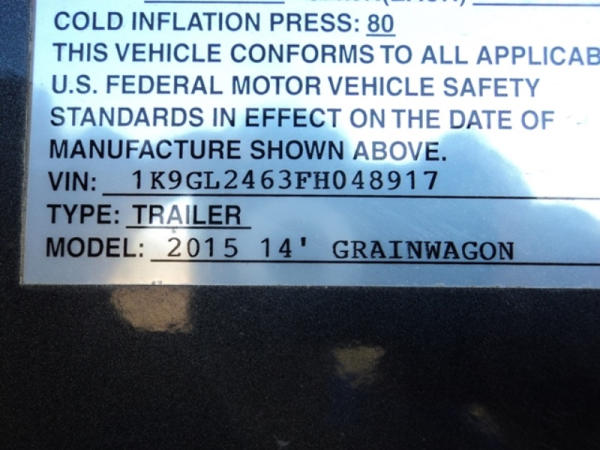 COLD INFLATION PRESS: 80
THIS VEHICLE CONFORMS TO ALL APPLICAB
U.S. FEDERAL MOTOR VEHICLE SAFETY
STANDARDS IN EFFECT ON THE DATE OF
MANUFACTURE SHOWN ABOVE.
VIN: 1K9GL2463FH048917
TYPE: TRAILER
MODEL: 2015 14' GRAINWAGON